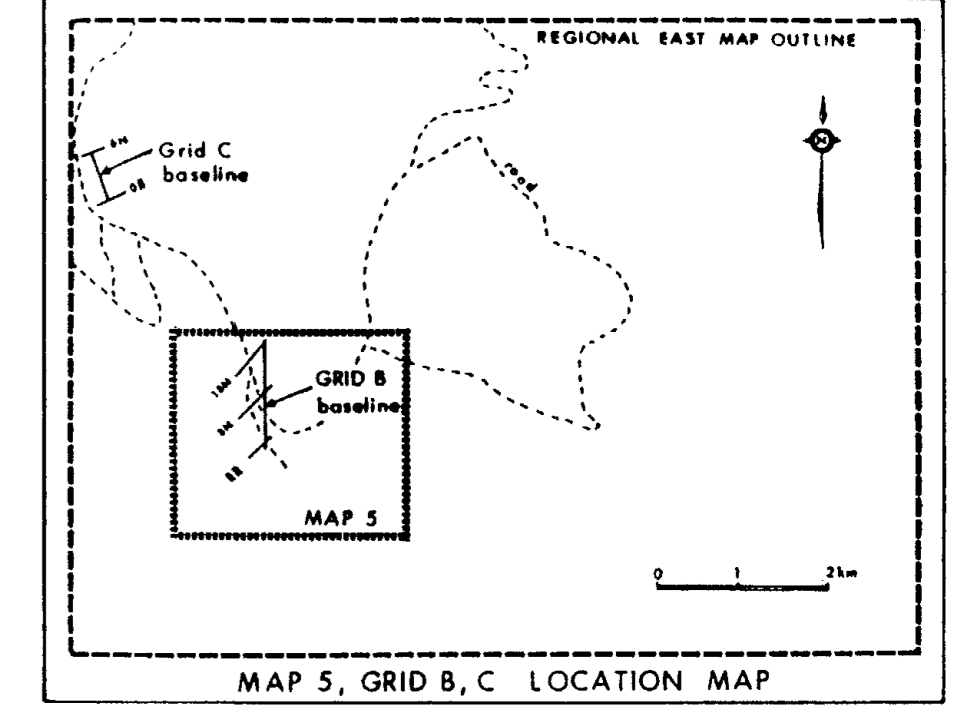 REGIONAL EAST MAP OUTLINE
N
6N
Grid C
baseline
road
GRID B
baseline
MAP 5
0 1 2km
MAP 5, GRID B, C LOCATION MAP